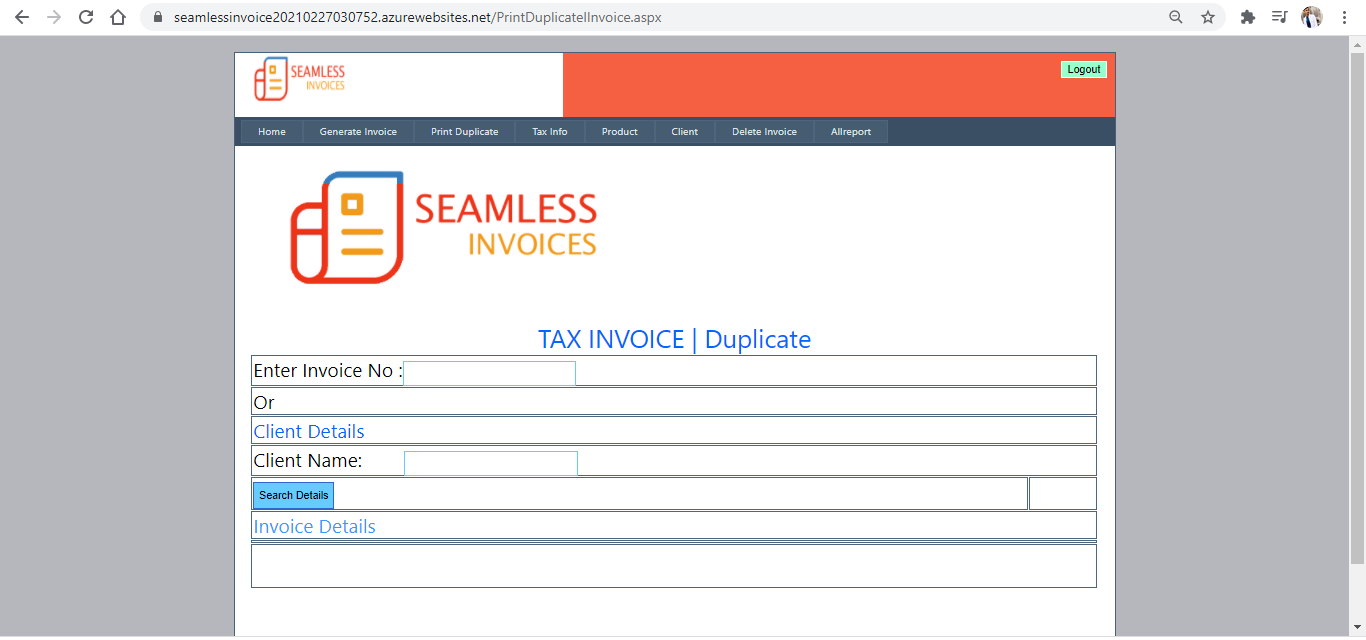 seamlessinvoice20210227030752.azurewebsites.net/PrintDuplicatelInvoice.aspx
SEAMLESS
INVOICES
Logout
Home Generate Invoice Print Duplicate Tax Info Product Client Delete Invoice Allreport
SEAMLESS
INVOICES
TAX INVOICE | Duplicate
Enter Invoice No :
Or
Client Details
Client Name:
Search Details
Invoice Details